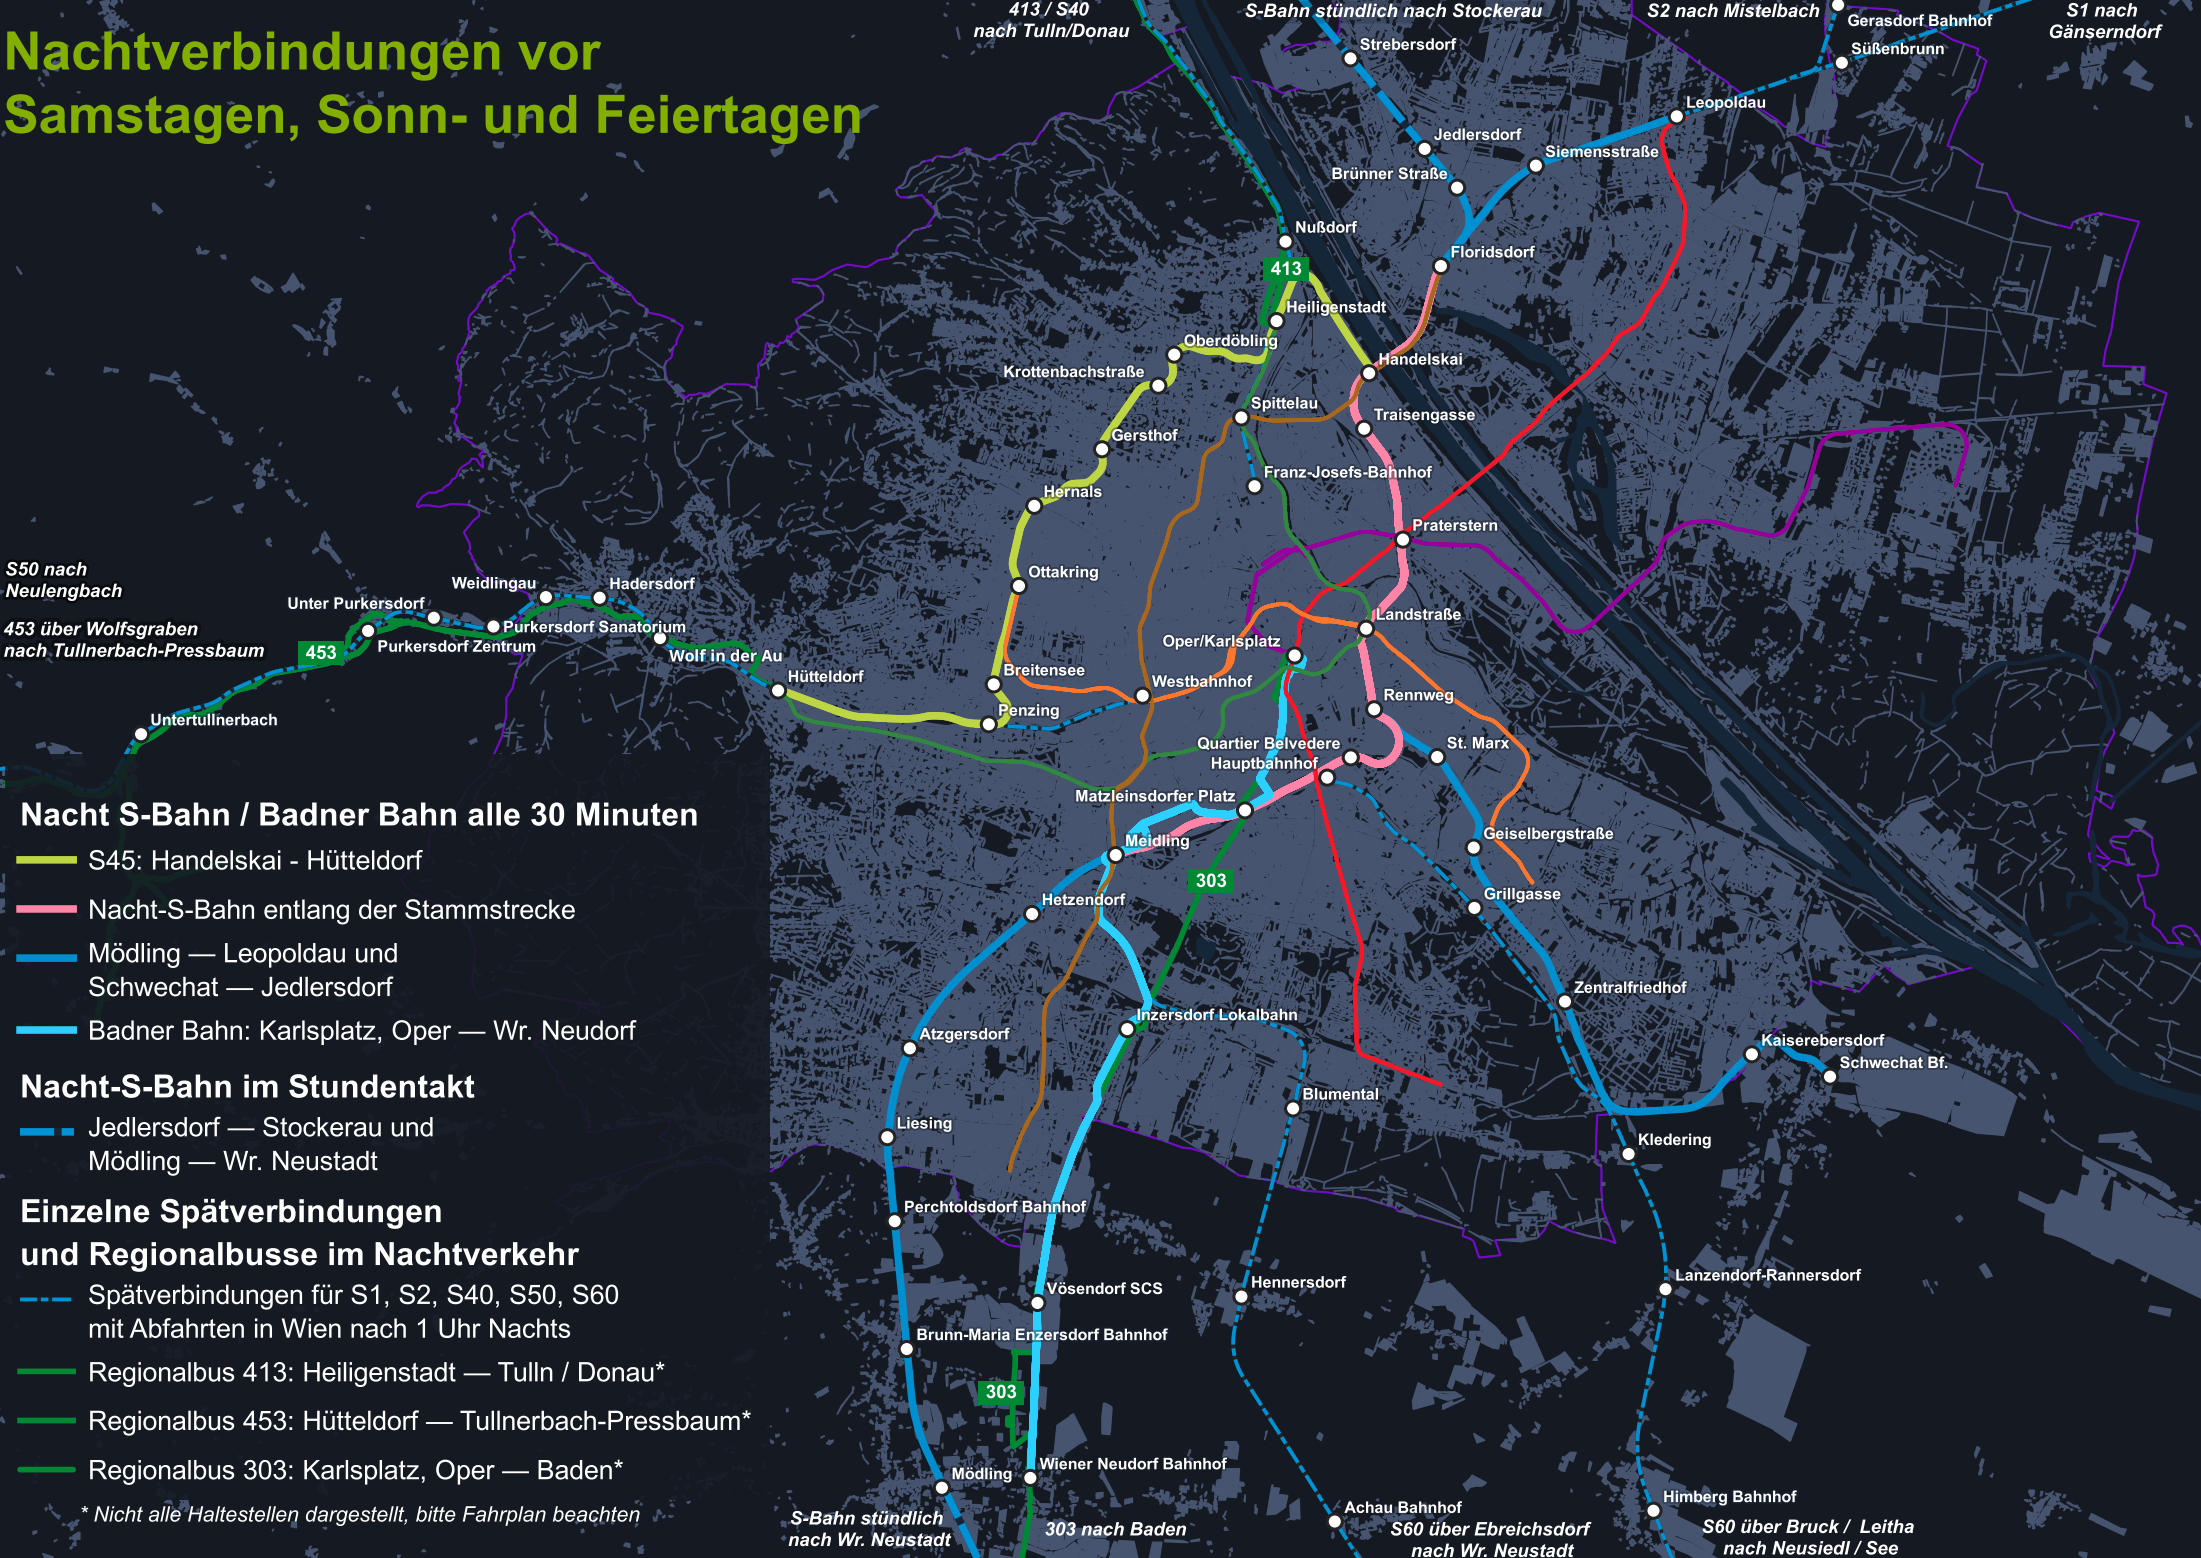 Nachtverbindungen vor
Samstagen, Sonn- und Feiertagen
413 / S40
nach Tulln/Donau
S-Bahn stündlich nach Stockerau
S2 nach Mistelbach
S1 nach
Gänserndorf
Gerasdorf Bahnhof
Süßenbrunn
Strebersdorf
Leopoldau
Jedlersdorf
Siemensstraße
Brünner Straße
Nußdorf
Floridsdorf
413
Heiligenstadt
Oberdöbling
Handelskai
Krottenbachstraße
Spittelau
Traisengasse
Gersthof
Franz-Josefs-Bahnhof
Hernals
Praterstern
Ottakring
Landstraße
Oper/Karlsplatz
Breitensee
Westbahnhof
Rennweg
Penzing
Hütteldorf
Quartier Belvedere
Hauptbahnhof
St. Marx
Matzleinsdorfer Platz
Meidling
Geiselbergstraße
303
Hetzendorf
Grillgasse
S50 nach
Neulengbach
453 über Wolfsgraben
nach Tullnerbach-Pressbaum
453
Weidlingau
Hadersdorf
Unter Purkersdorf
Purkersdorf Sanatorium
Purkersdorf Zentrum
Wolf in der Au
Untertullnerbach
Zentralfriedhof
Inzersdorf Lokalbahn
Atzgersdorf
Kaiserebersdorf
Schwechat Bf.
Blumental
Liesing
Kledering
Perchtoldsdorf Bahnhof
Lanzendorf-Rannersdorf
Hennersdorf
Vösendorf SCS
Brunn-Maria Enzersdorf Bahnhof
303
Wiener Neudorf Bahnhof
Mödling
Achau Bahnhof
Himberg Bahnhof
S-Bahn stündlich
nach Wr. Neustadt
303 nach Baden
S60 über Ebreichsdorf
nach Wr. Neustadt
S60 über Bruck / Leitha
nach Neusiedl / See
Nacht S-Bahn / Badner Bahn alle 30 Minuten
S45: Handelskai - Hütteldorf
Nacht-S-Bahn entlang der Stammstrecke
Mödling — Leopoldau und
Schwechat — Jedlersdorf
Badner Bahn: Karlsplatz, Oper — Wr. Neudorf
Nacht-S-Bahn im Stundentakt
Jedlersdorf — Stockerau und
Mödling — Wr. Neustadt
Einzelne Spätverbindungen
und Regionalbusse im Nachtverkehr
Spätverbindungen für S1, S2, S40, S50, S60
mit Abfahrten in Wien nach 1 Uhr Nachts
Regionalbus 413: Heiligenstadt — Tulln / Donau*
Regionalbus 453: Hütteldorf — Tullnerbach-Pressbaum*
Regionalbus 303: Karlsplatz, Oper — Baden*
* Nicht alle Haltestellen dargestellt, bitte Fahrplan beachten